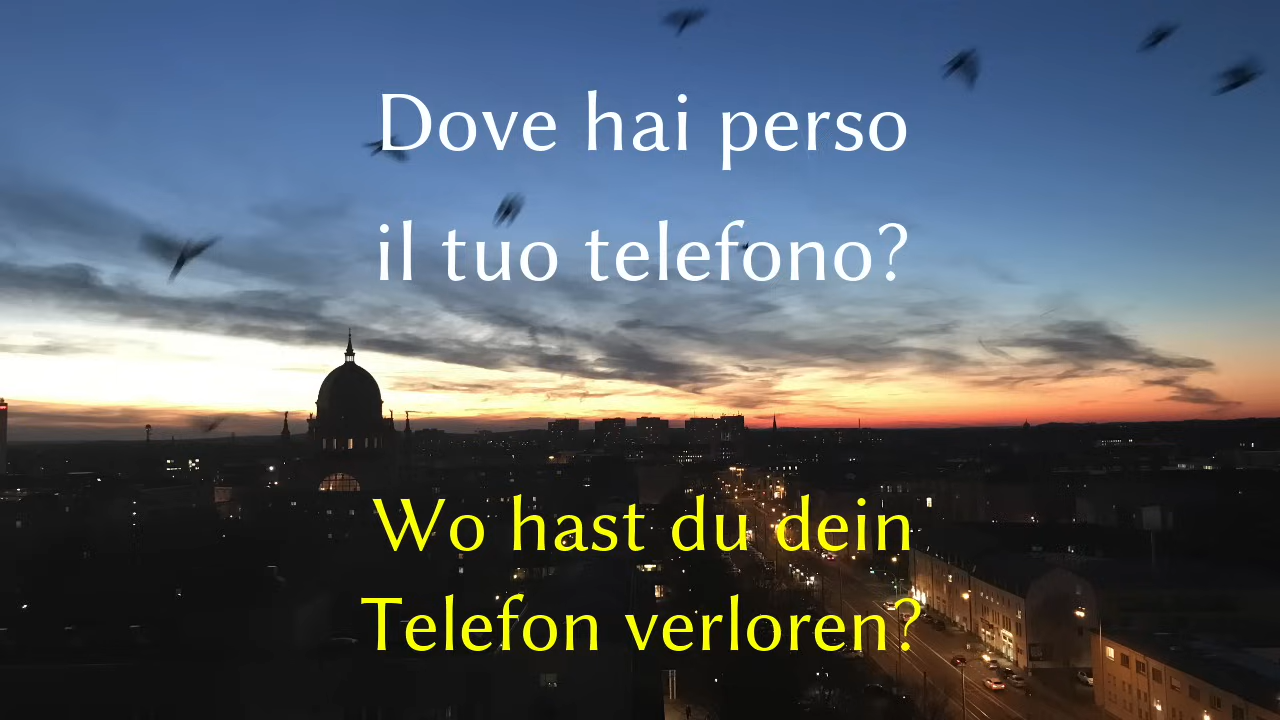 Dove hai perso
il tuo telefono?
Wo hast du dein
Telefon verloren?